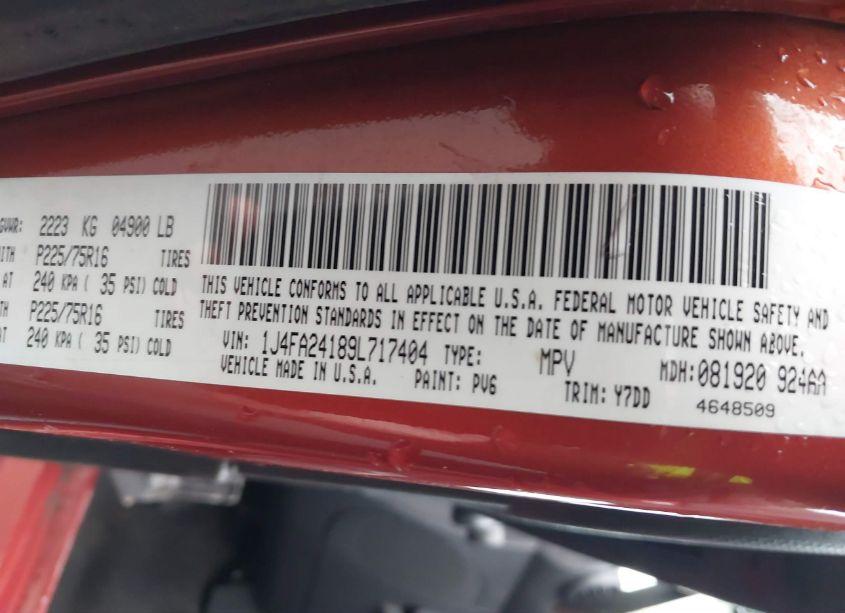 GVWR: 2223 KG 04900 LB
P225/75R16 TIRES
AT 240 KPA ( 35 PSI) COLD
P225/75R16 TIRES
AT 240 KPA ( 35 PSI) COLD
THIS VEHICLE CONFORMS TO ALL APPLICABLE U.S.A. FEDERAL MOTOR VEHICLE SAFETY AND
THEFT PREVENTION STANDARDS IN EFFECT ON THE DATE OF MANUFACTURE SHOWN ABOVE.
VIN: 1J4FA24189L717404 TYPE: MPV MDH:081920 924AA
VEHICLE MADE IN U.S.A. PAINT: PV6 TRIM: Y7DD 4648509